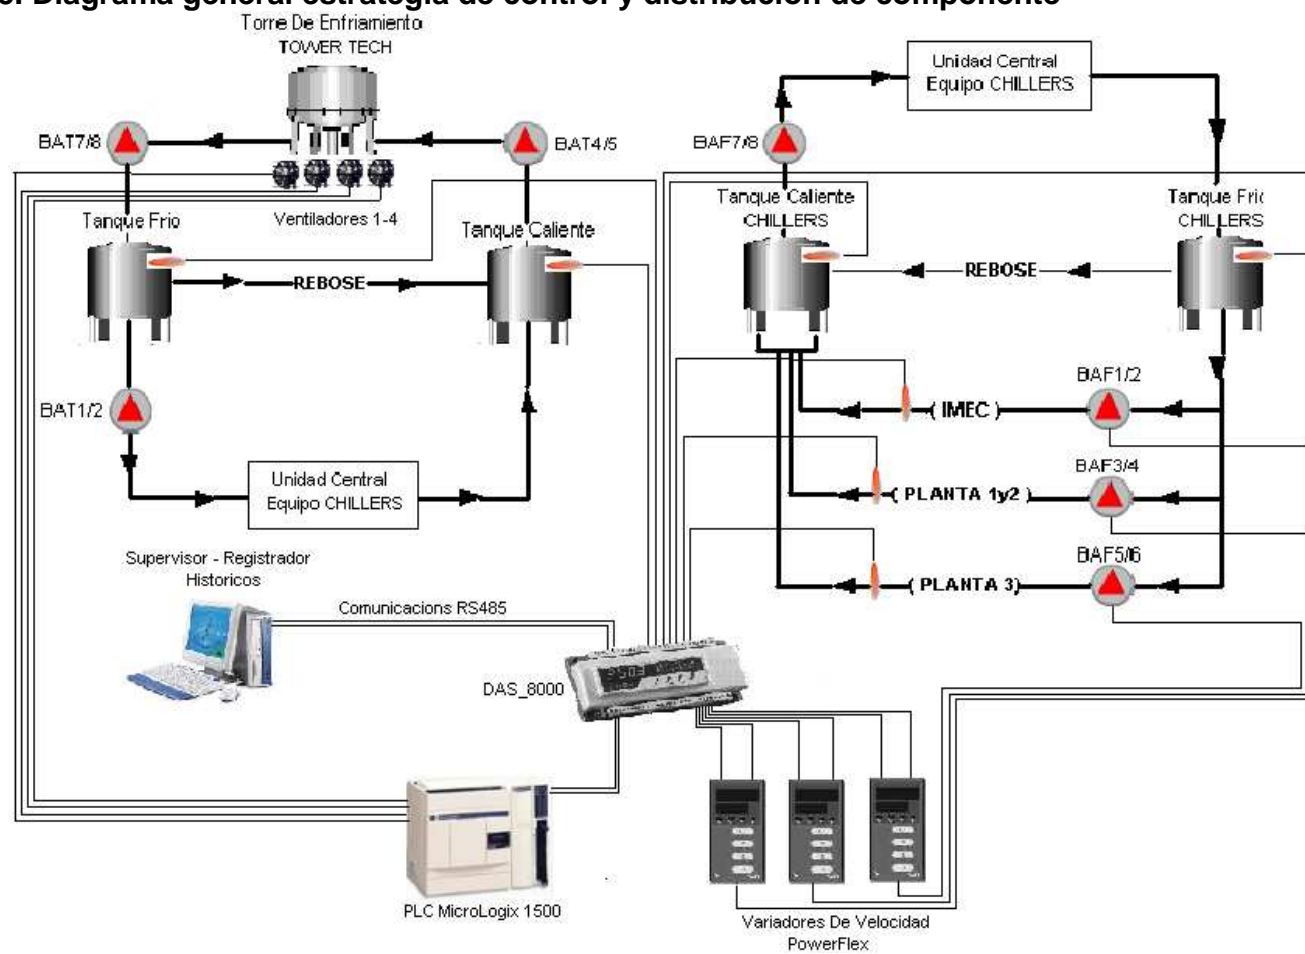 Diagrama general estrategia de control y distribución de componente
Torre De Enfriamiento
TOWER TECH
Unidad Central
Equipo CHILLERS
BAT7/8
BAT4/5
BAF7/8
Tanque Frio
Ventiladores 1-4
Tanque Caliente
Tanque Caliente
CHILLERS
Tanque Fric
CHILLERS
REBOSE
REBOSE
BAT1/2
BAF1/2
( IMEC )
BAF3/4
( PLANTA 1y2 )
Unidad Central
Equipo CHILLERS
BAF5/6
( PLANTA 3)
Supervisor - Registrador
Historicos
Comunicacions RS485
DAS_8000
PLC MicroLogix 1500
Variadores De Velocidad
PowerFlex